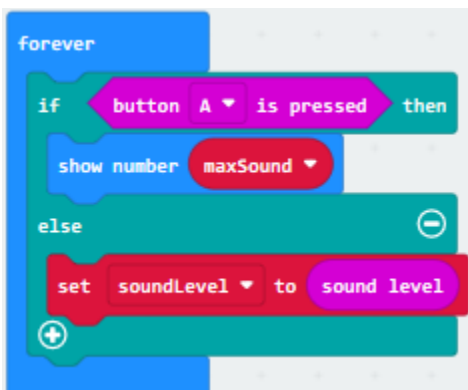 forever
if button A is pressed then
show number maxSound
else
set soundLevel to sound level